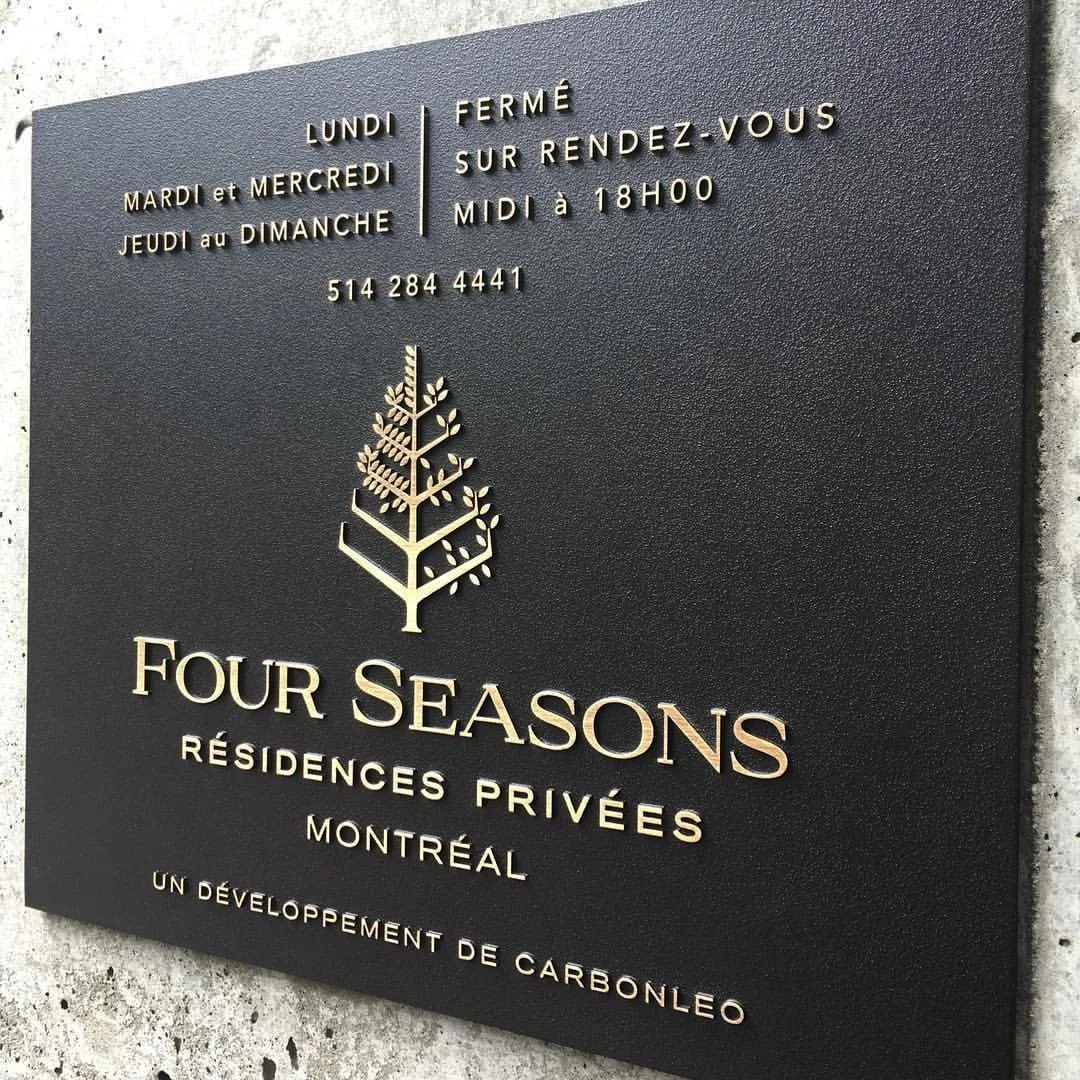 LUNDI | FERMÉ
MARDI et MERCREDI | SUR RENDEZ-VOUS
JEUDI au DIMANCHE | MIDI à 18H00
514 284 4441
FOUR SEASONS
RÉSIDENCES PRIVÉES
MONTRÉAL
UN DÉVELOPPEMENT DE CARBONLEO